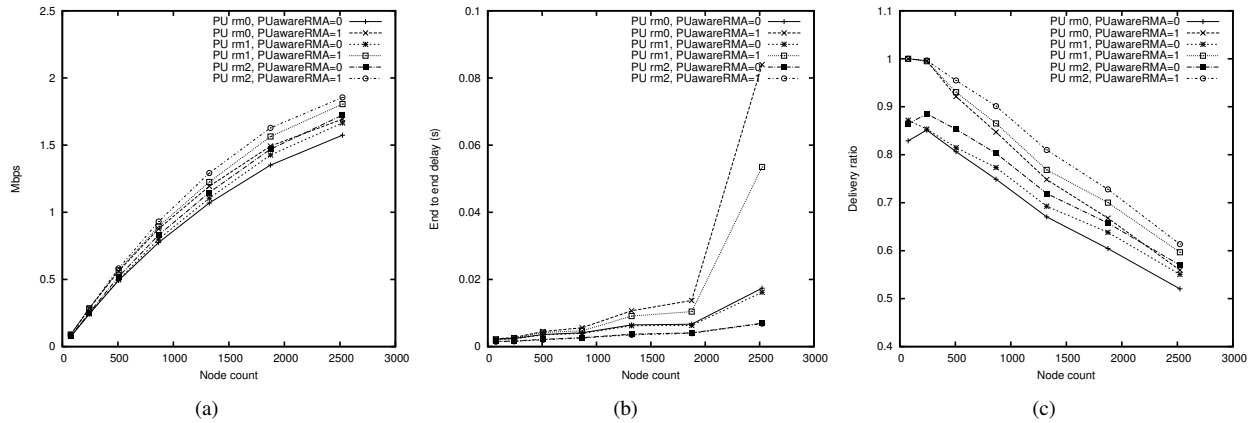 PU rm0, PUawareRMA=0
PU rm0, PUawareRMA=1
PU rm1, PUawareRMA=0
PU rm1, PUawareRMA=1
PU rm2, PUawareRMA=0
PU rm2, PUawareRMA=1
2.5
2
1.5
1
0.5
0
Mbps
0 500 1000 1500 2000 2500 3000
Node count
(a)
PU rm0, PUawareRMA=0
PU rm0, PUawareRMA=1
PU rm1, PUawareRMA=0
PU rm1, PUawareRMA=1
PU rm2, PUawareRMA=0
PU rm2, PUawareRMA=1
0.1
0.08
0.06
0.04
0.02
0
End to end delay (s)
0 500 1000 1500 2000 2500 3000
Node count
(b)
PU rm0, PUawareRMA=0
PU rm0, PUawareRMA=1
PU rm1, PUawareRMA=0
PU rm1, PUawareRMA=1
PU rm2, PUawareRMA=0
PU rm2, PUawareRMA=1
1.1
1
0.9
0.8
0.7
0.6
0.5
0.4
Delivery ratio
0 500 1000 1500 2000 2500 3000
Node count
(c)